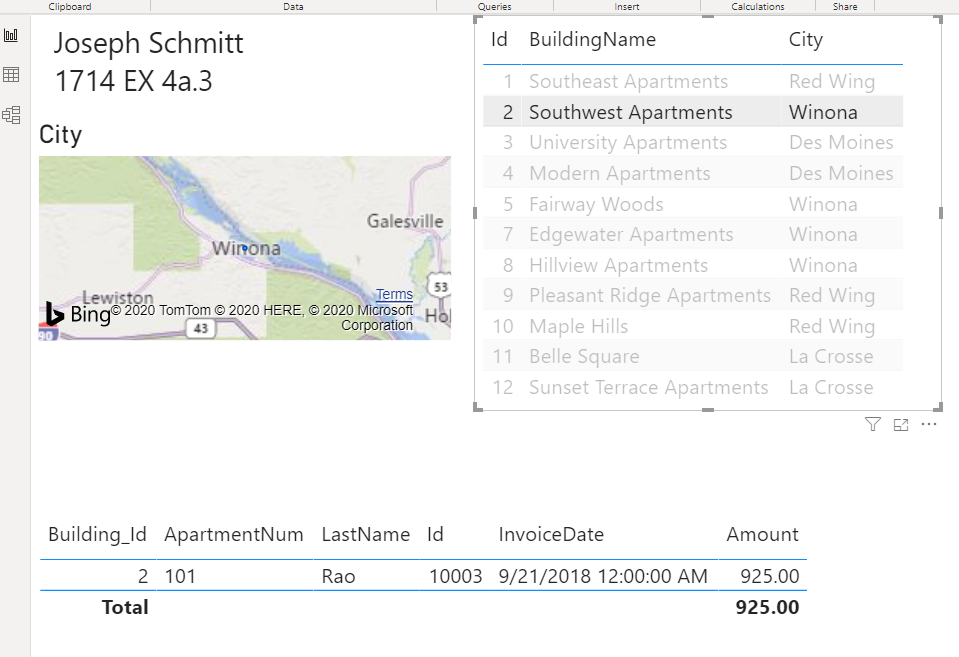 Clipboard Data Queries Insert Calculations Share
Joseph Schmitt
1714 EX 4a.3
City
Galesville
Winona
Lewiston
53
Terms
Bing
© 2020 TomTom © 2020 HERE, © 2020 Microsoft
Corporation
Hol
43
90
Id BuildingName City
1 Southeast Apartments Red Wing
2 Southwest Apartments Winona
3 University Apartments Des Moines
4 Modern Apartments Des Moines
5 Fairway Woods Winona
7 Edgewater Apartments Winona
8 Hillview Apartments Winona
9 Pleasant Ridge Apartments Red Wing
10 Maple Hills Red Wing
11 Belle Square La Crosse
12 Sunset Terrace Apartments La Crosse
Building_Id ApartmentNum LastName Id InvoiceDate Amount
2 101 Rao 10003 9/21/2018 12:00:00 AM 925.00
Total 925.00